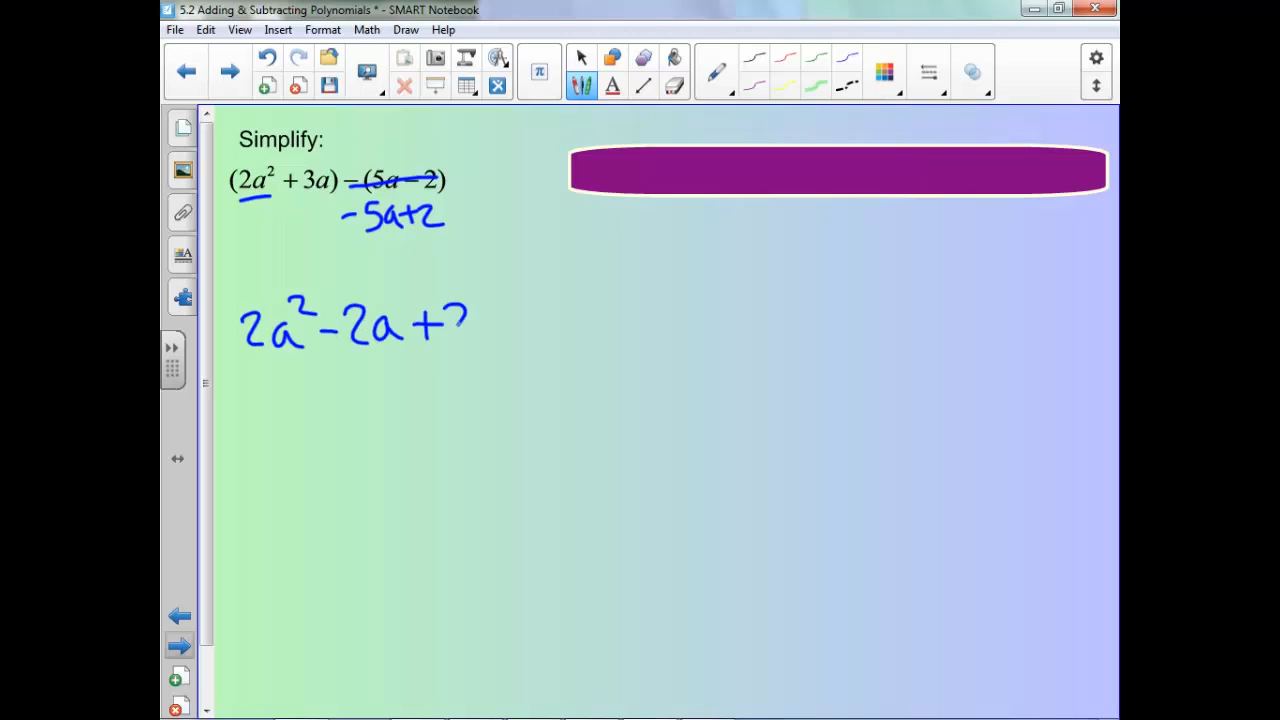 5.2 Adding & Subtracting Polynomials * - SMART Notebook
File Edit View Insert Format Math Draw Help
π
A
Simplify:
(2a² + 3a) – (5a – 2)
- 5a+2
2a² - 2a +